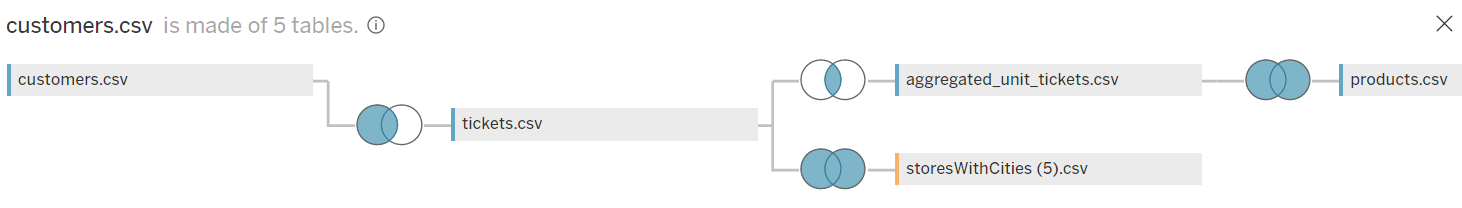 customers.csv is made of 5 tables.
customers.csv
tickets.csv
aggregated_unit_tickets.csv
products.csv
storesWithCities (5).csv